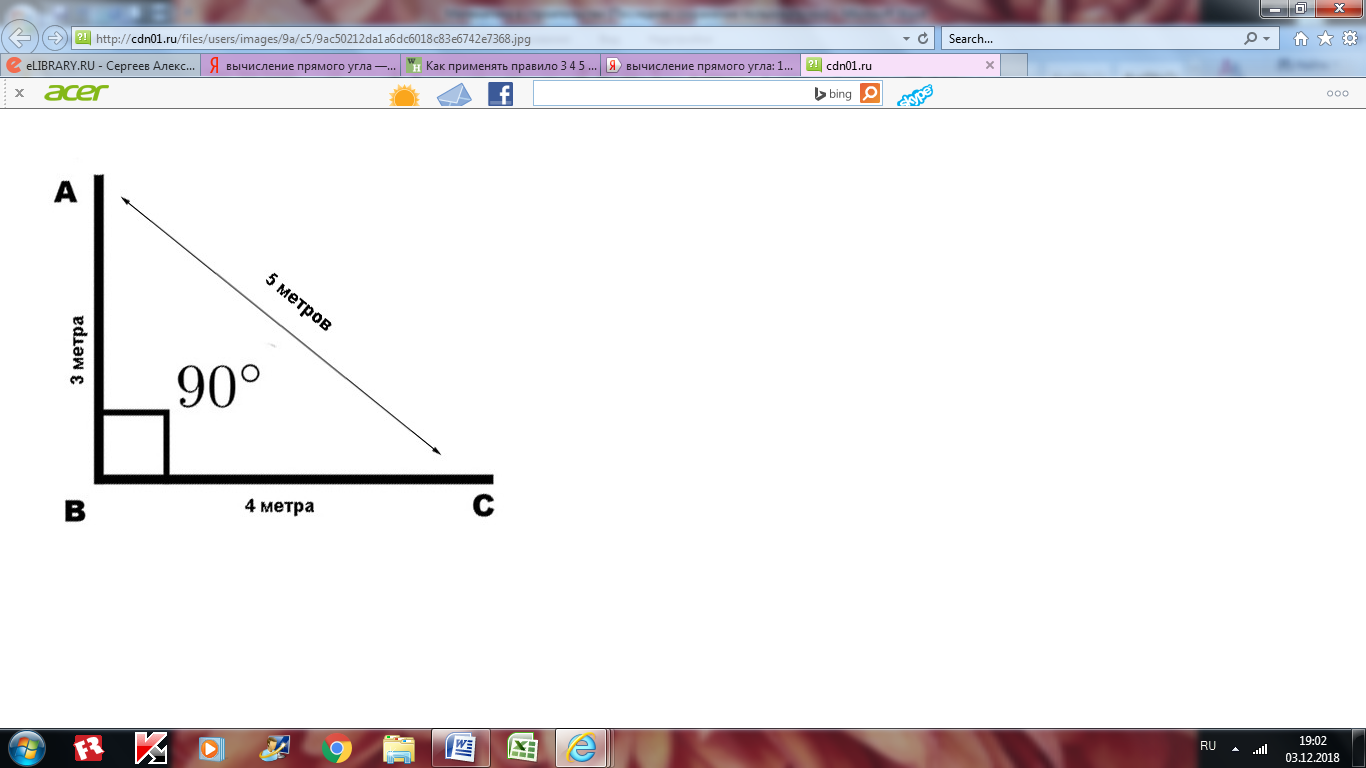 http://cdn01.ru/files/users/images/9a/c5/9ac50212da1a6dc6018c83e6742e7368.jpg
Search...
eLIBRARY.RU - Сергеев Алекс...
вычисление прямого угла —...
Как применять правило 3 4 5 ...
вычисление прямого угла: 1...
cdn01.ru
acer
bing
skype
A
5 метров
3 метра
90°
B
4 метра
C
RU
19:02
03.12.2018